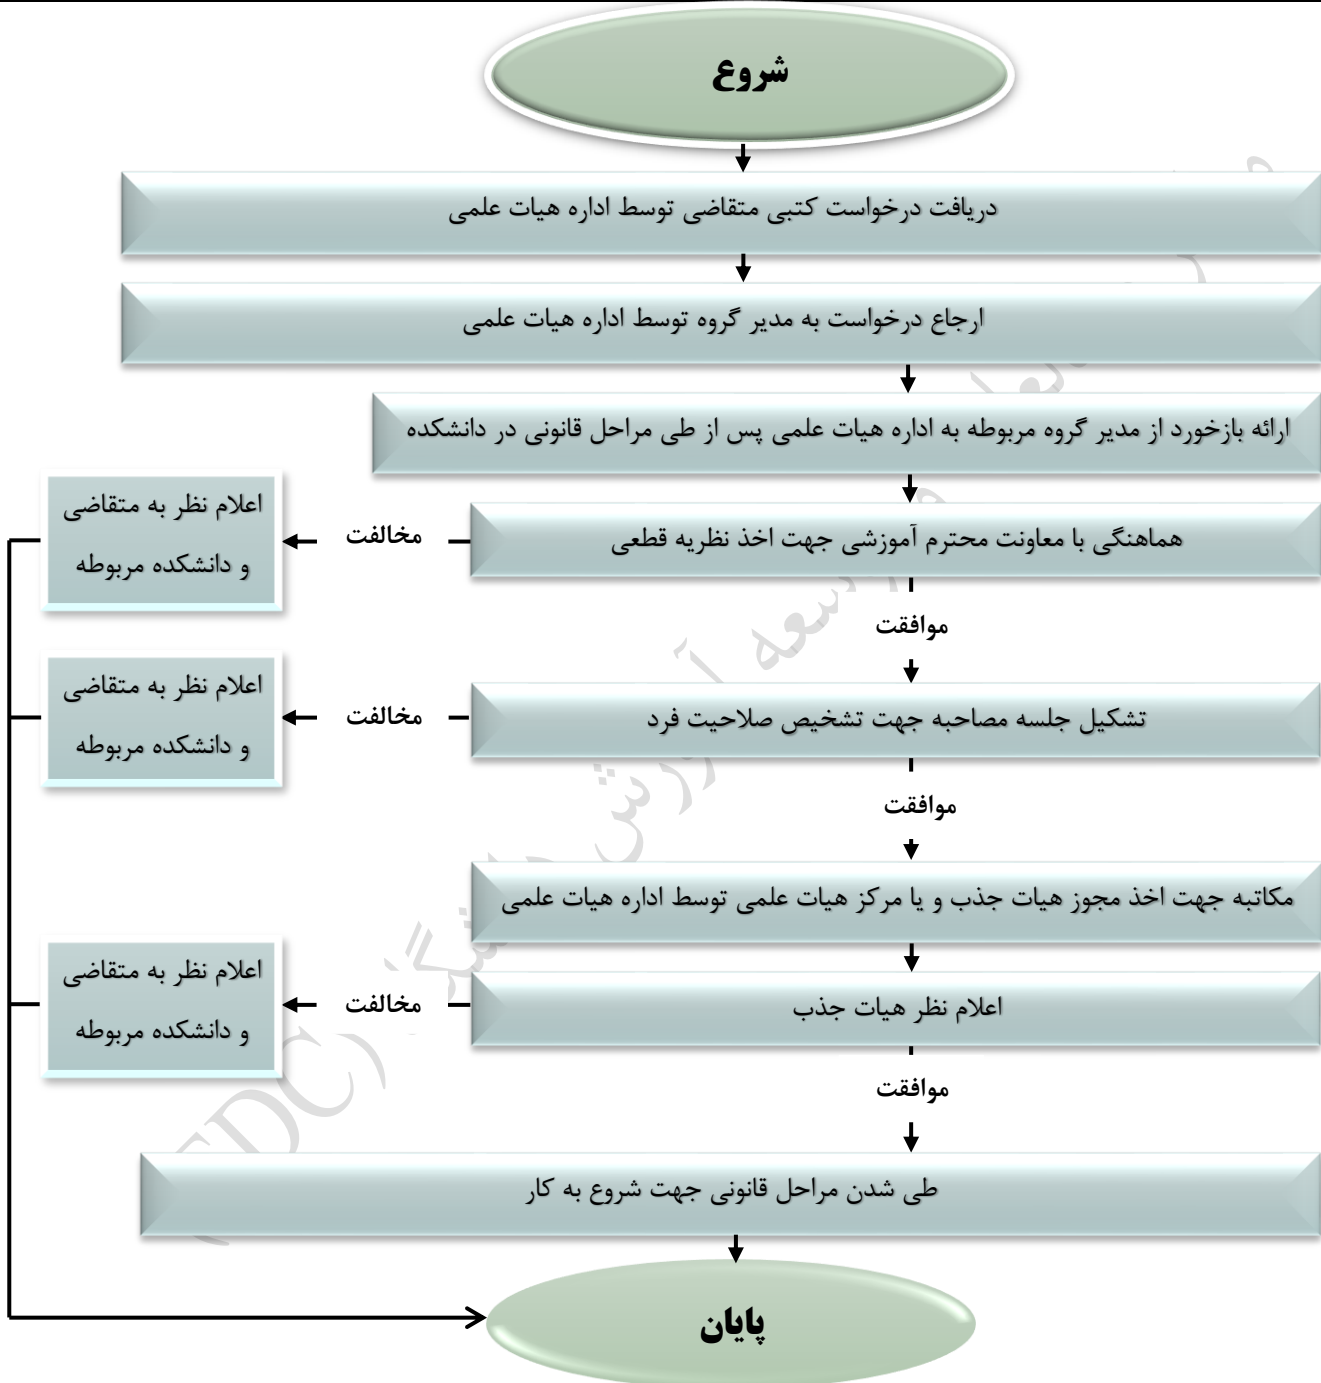 شروع
دریافت درخواست کتبی متقاضی توسط اداره هیات علمی
ارجاع درخواست به مدیر گروه توسط اداره هیات علمی
ارائه بازخورد از مدیر گروه مربوطه به اداره هیات علمی پس از طی مراحل قانونی در دانشکده
هماهنگی با معاونت محترم آموزشی جهت اخذ نظریه قطعی
مخالفت
اعلام نظر به متقاضی
و دانشکده مربوطه
موافقت
تشکیل جلسه مصاحبه جهت تشخیص صلاحیت فرد
مخالفت
اعلام نظر به متقاضی
و دانشکده مربوطه
موافقت
مکاتبه جهت اخذ مجوز هیات جذب و یا مرکز هیات علمی توسط اداره هیات علمی
اعلام نظر هیات جذب
مخالفت
اعلام نظر به متقاضی
و دانشکده مربوطه
موافقت
طی شدن مراحل قانونی جهت شروع به کار
پایان